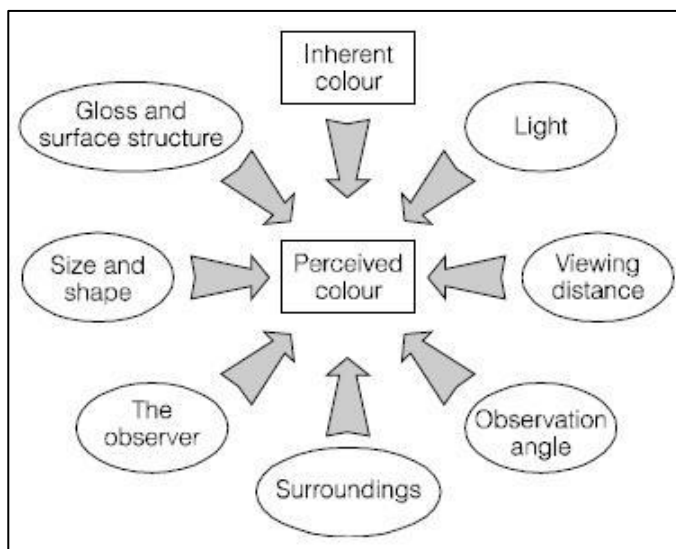 Inherent
colour
Gloss and
surface structure
Light
Size and
shape
Perceived
colour
Viewing
distance
The
observer
Observation
angle
Surroundings